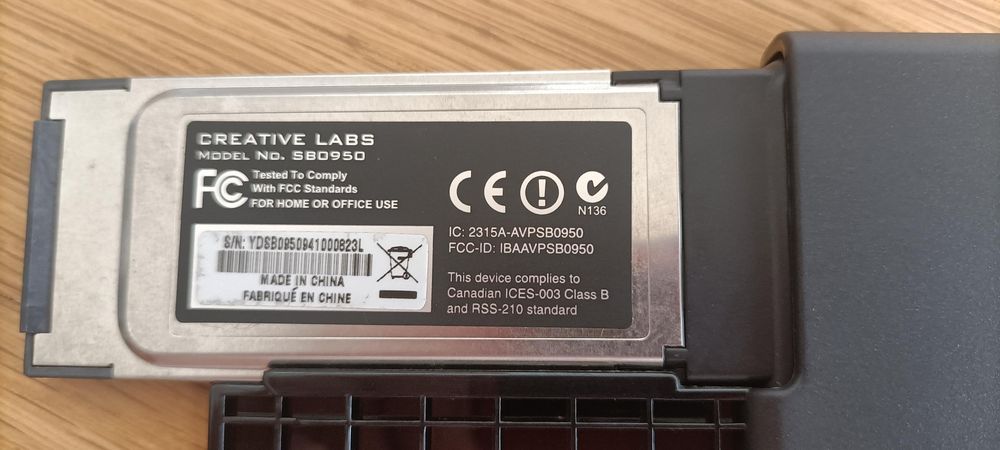 CREATIVE LABS
MODEL NO. SB0950
FC Tested To Comply
With FCC Standards
FOR HOME OR OFFICE USE
CE
N136
IC: 2315A-AVPSB0950
FCC-ID: IBAAVPSB0950
S/N: YDSB0950941000823L
MADE IN CHINA
FABRIQUÉ EN CHINE
This device complies to
Canadian ICES-003 Class B
and RSS-210 standard